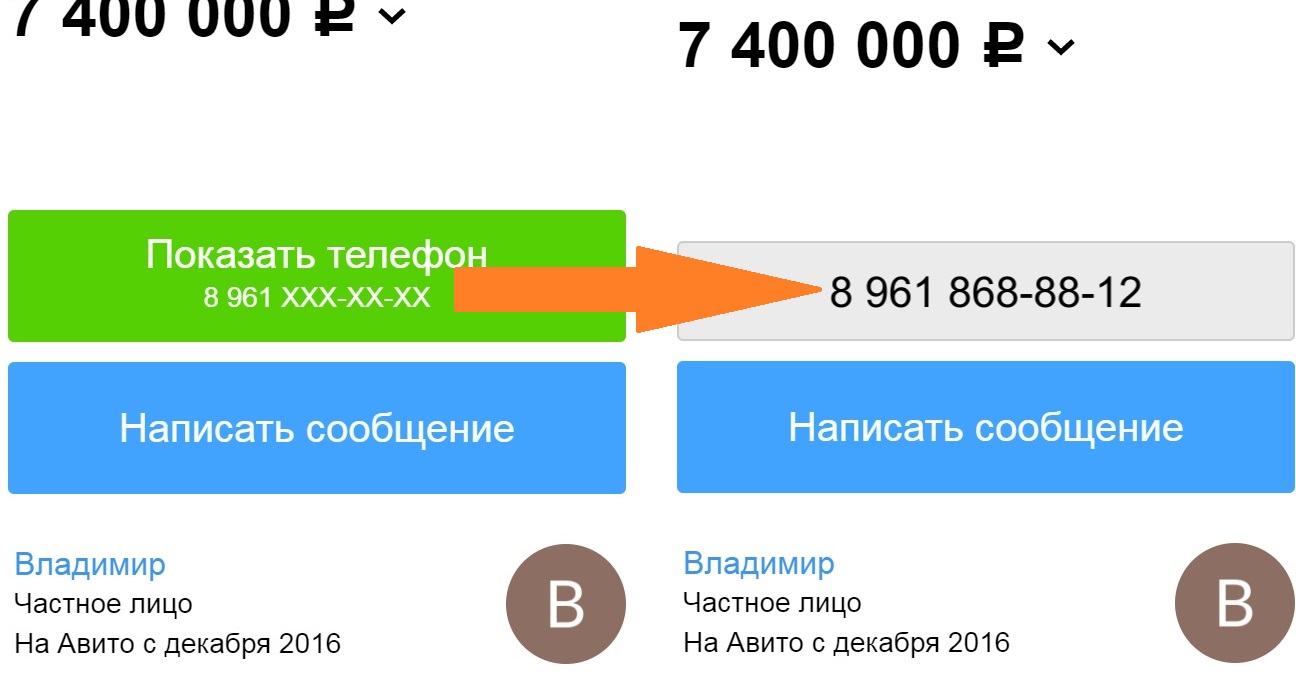 7 400 000 ₽
Показать телефон
8 961 XXX-XX-XX
Написать сообщение
Владимир
Частное лицо
На Авито с декабря 2016
В
7 400 000 ₽
8 961 868-88-12
Написать сообщение
Владимир
Частное лицо
На Авито с декабря 2016
В